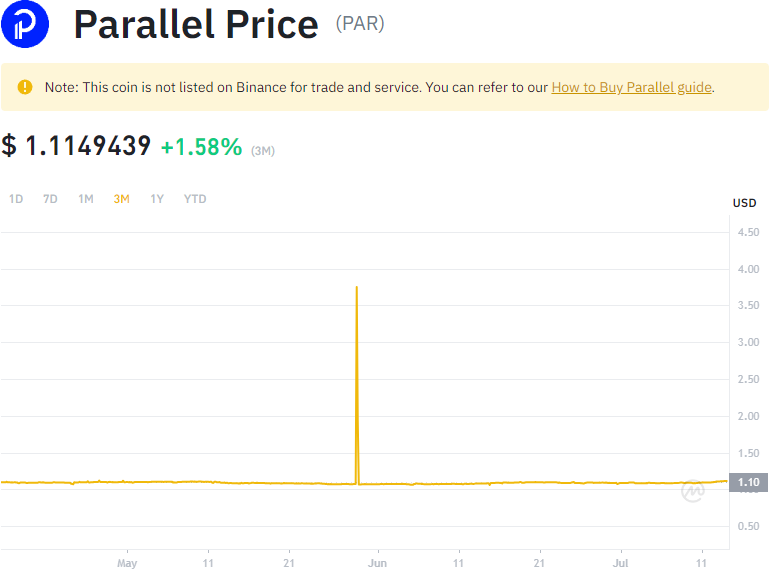 Parallel Price (PAR)
Note: This coin is not listed on Binance for trade and service. You can refer to our How to Buy Parallel guide.
$ 1.1149439 +1.58% (3M)
1D 7D 1M 3M 1Y YTD
USD
4.50
4.00
3.50
3.00
2.50
2.00
1.50
1.10
0.50
May 11 21 Jun 11 21 Jul 11